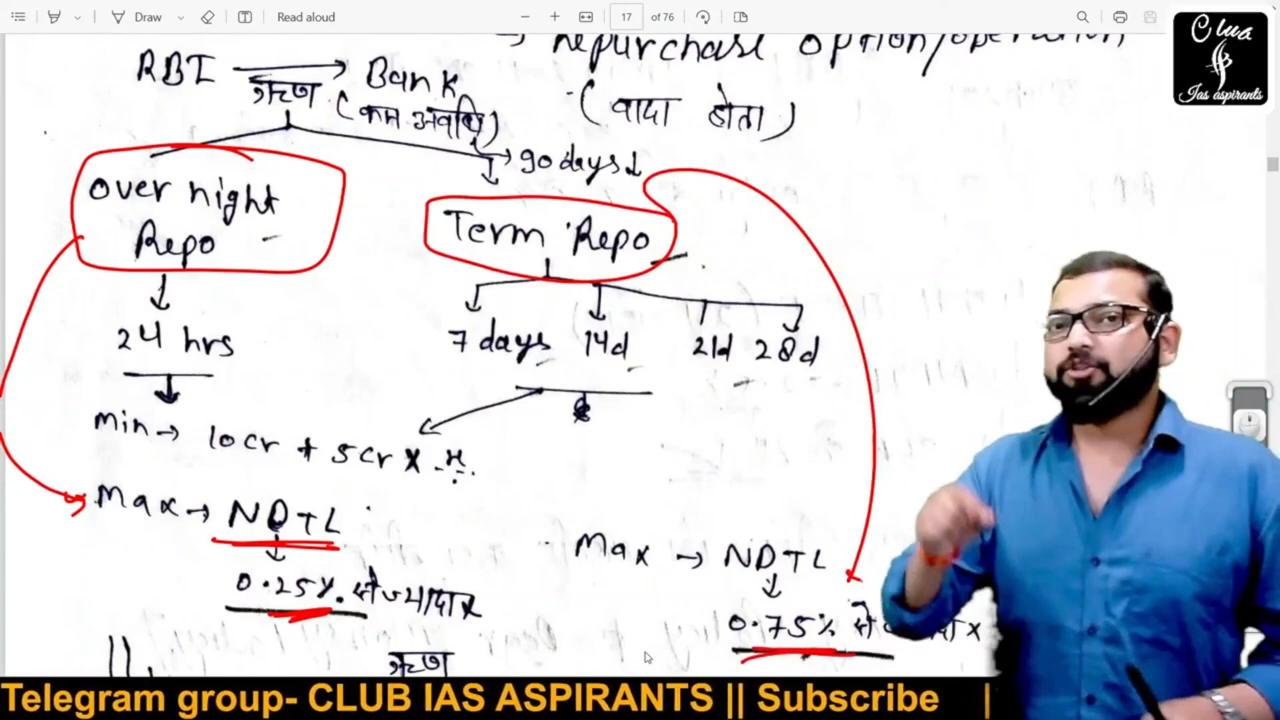 Draw
Read aloud
17 of 76
Clua
Ias aspirants
Repurchase option/operation
RBI → Bank
ऋण
(कम अवधि)
(वादा होता)
→ 90 days ↓
Over night
Repo
Term Repo
24 hrs
7 days 14d 21d 28d
Min → 10cr + 5cr x n
Max → NDTL
Max → NDTL
0.25% से ज्यादा x
0.75% से
ऋण
Telegram group- CLUB IAS ASPIRANTS || Subscribe |